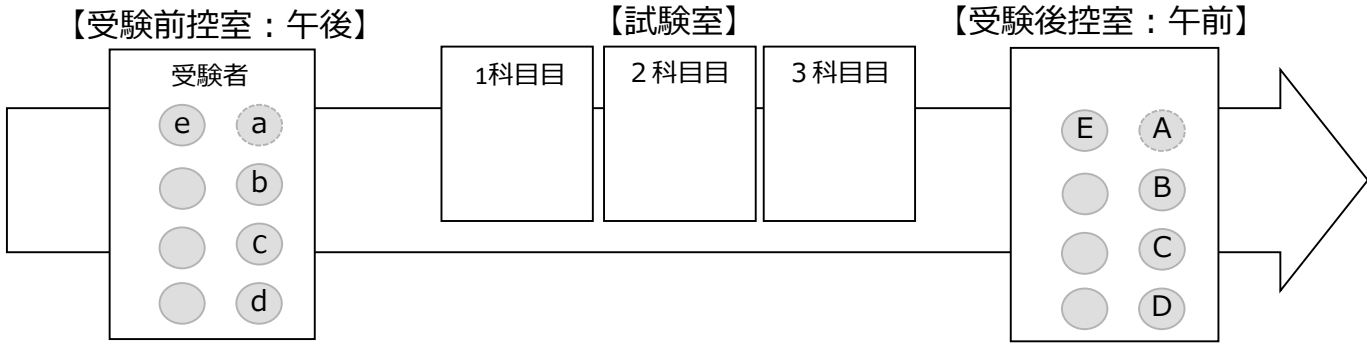 【受験前控室：午後】
【試験室】
【受験後控室：午前】
受験者
1科目目
２科目目
３科目目
e a
b
c
d
E A
B
C
D